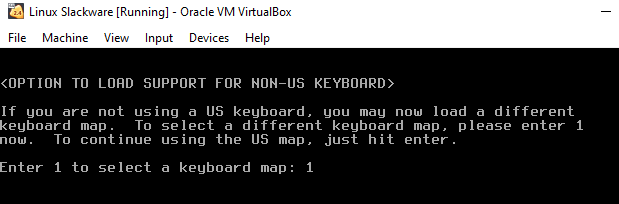 Linux Slackware [Running] - Oracle VM VirtualBox
File Machine View Input Devices Help
<OPTION TO LOAD SUPPORT FOR NON-US KEYBOARD>
If you are not using a US keyboard, you may now load a different
keyboard map.  To select a different keyboard map, please enter 1
now.  To continue using the US map, just hit enter.
Enter 1 to select a keyboard map: 1